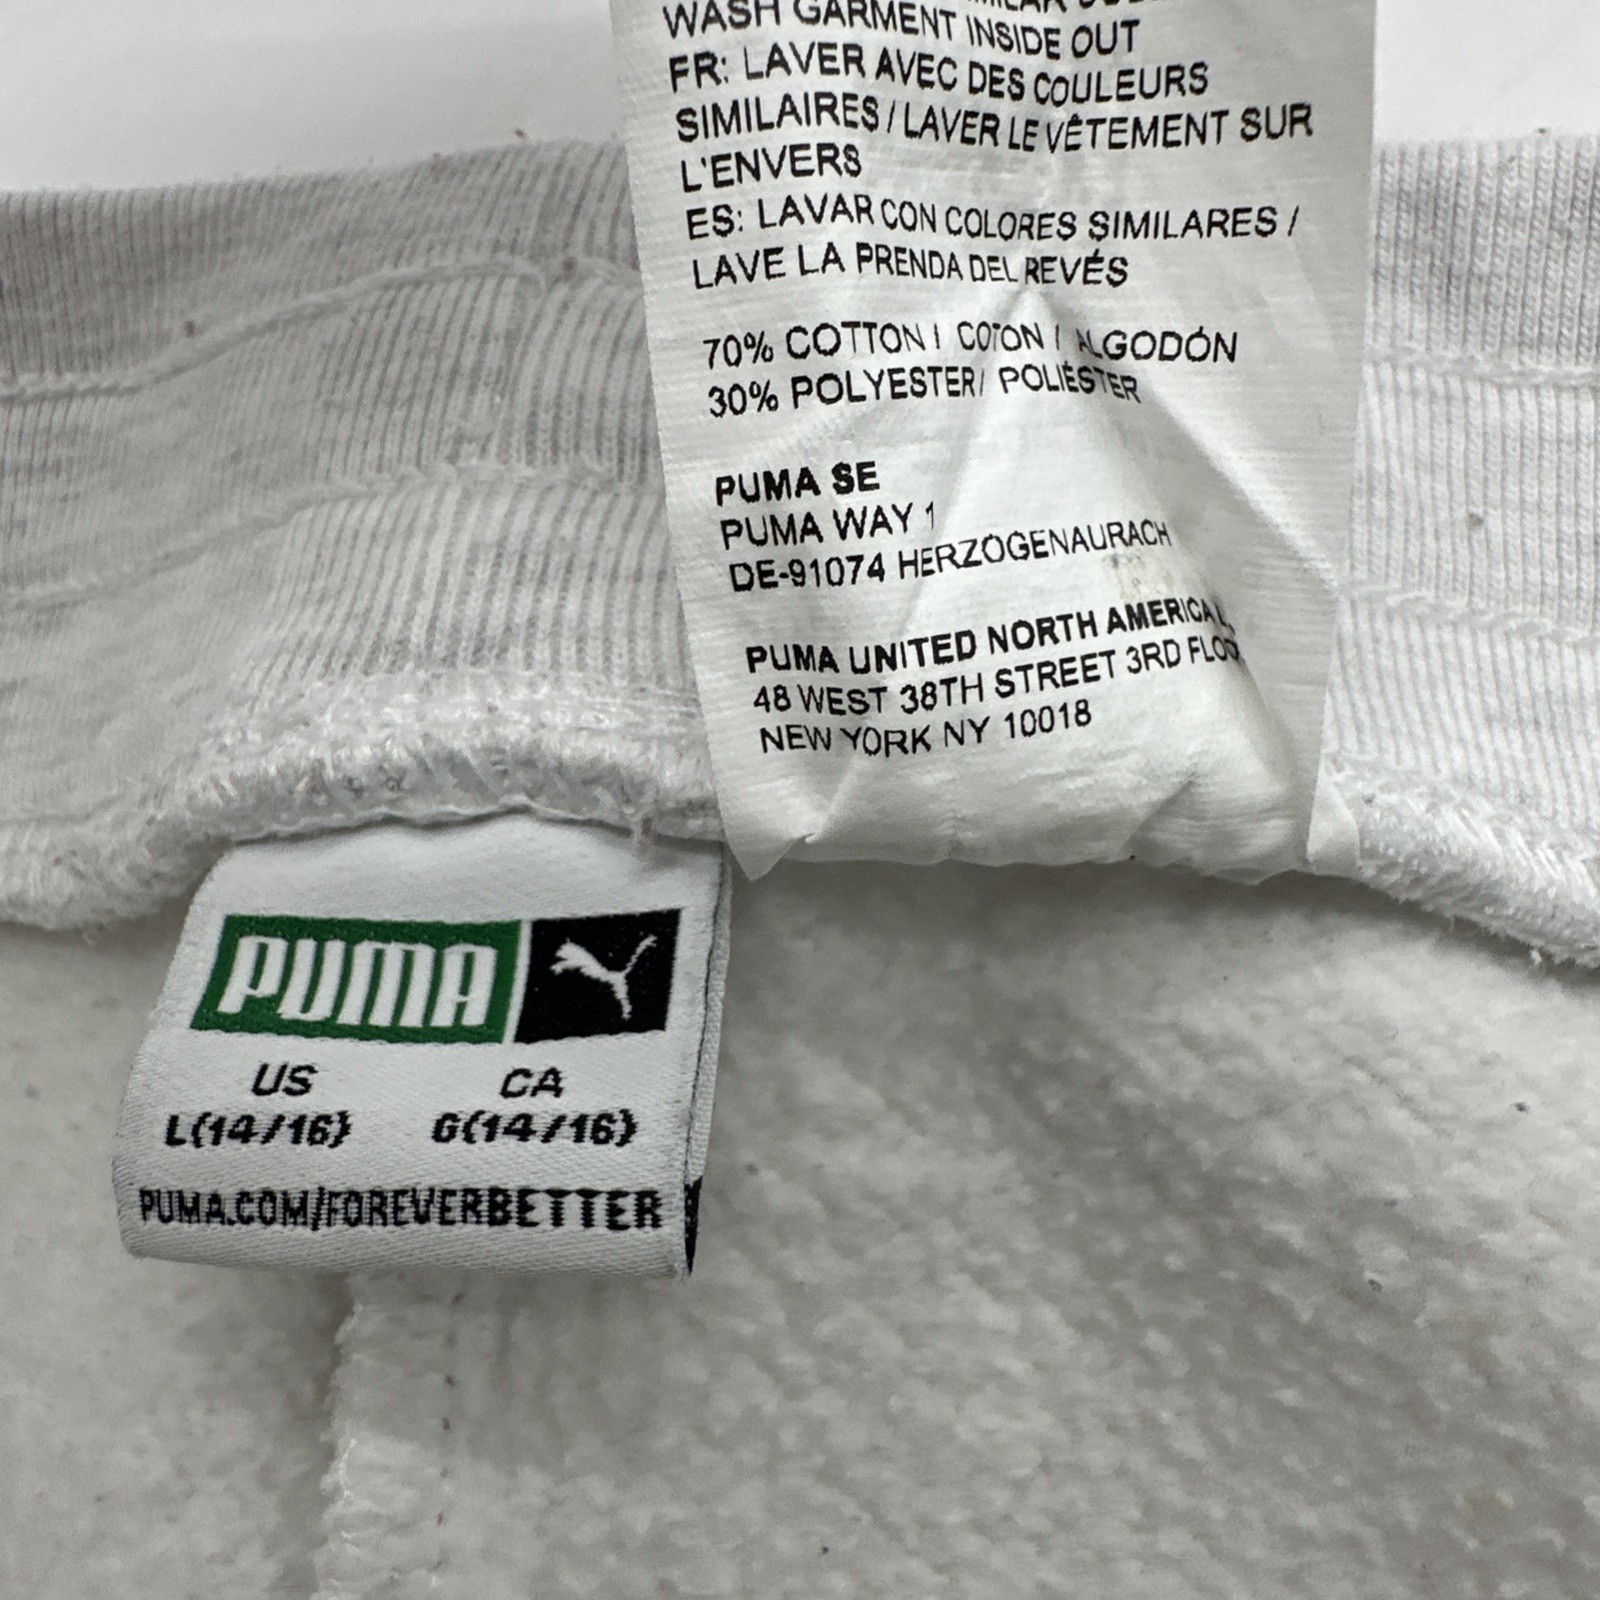 WASH GARMENT INSIDE OUT
FR: LAVER AVEC DES COULEURS
SIMILAIRES / LAVER LE VÊTEMENT SUR
L'ENVERS
ES: LAVAR CON COLORES SIMILARES /
LAVE LA PRENDA DEL REVÉS
70% COTTON / COTON / ALGODÓN
30% POLYESTER/ POLIÉSTER
PUMA SE
PUMA WAY 1
DE-91074 HERZOGENAURACH
PUMA UNITED NORTH AMERICA
48 WEST 38TH STREET 3RD
NEW YORK NY 10018
PUMA
US CA
L(14/16) G(14/16)
PUMA.COM/FOREVERBETTER